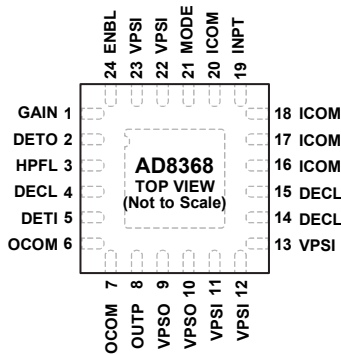 24 ENBL
23 VPSI
22 VPSI
21 MODE
20 ICOM
19 INPT
GAIN 1
DETO 2
HPFL 3
DECL 4
DETI 5
OCOM 6
AD8368
TOP VIEW
(Not to Scale)
18 ICOM
17 ICOM
16 ICOM
15 DECL
14 DECL
13 VPSI
OCOM 7
OUTP 8
VPSO 9
VPSO 10
VPSI 11
VPSI 12